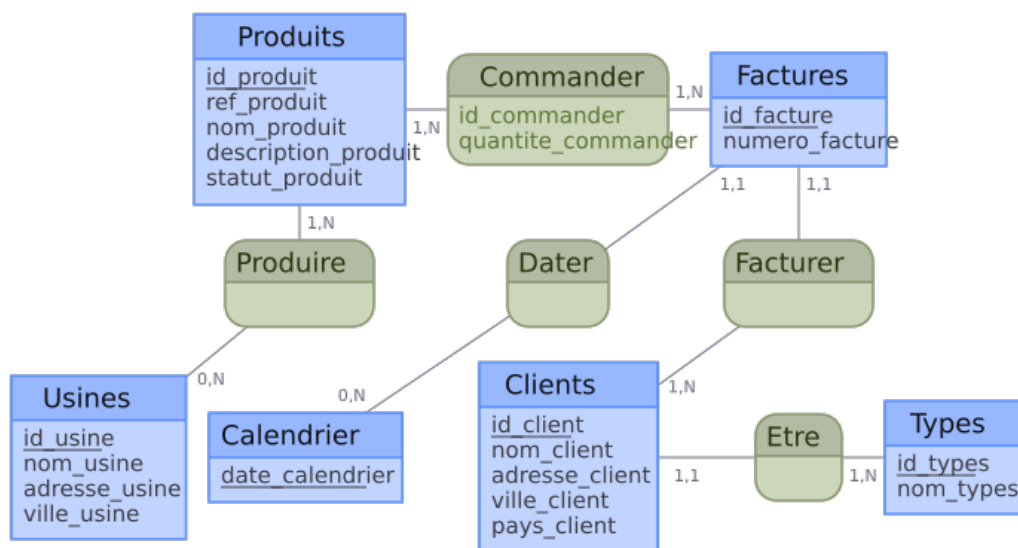 Produits
id_produit
ref_produit
nom_produit
description_produit
statut_produit
1,N
Commander
id_commander
quantite_commander
1,N
Factures
id_facture
numero_facture
1,N
Produire
0,N
1,1
Dater
0,N
1,1
Facturer
1,N
Usines
id_usine
nom_usine
adresse_usine
ville_usine
Calendrier
date_calendrier
Clients
id_client
nom_client
adresse_client
ville_client
pays_client
1,1
Etre
1,N
Types
id_types
nom_types